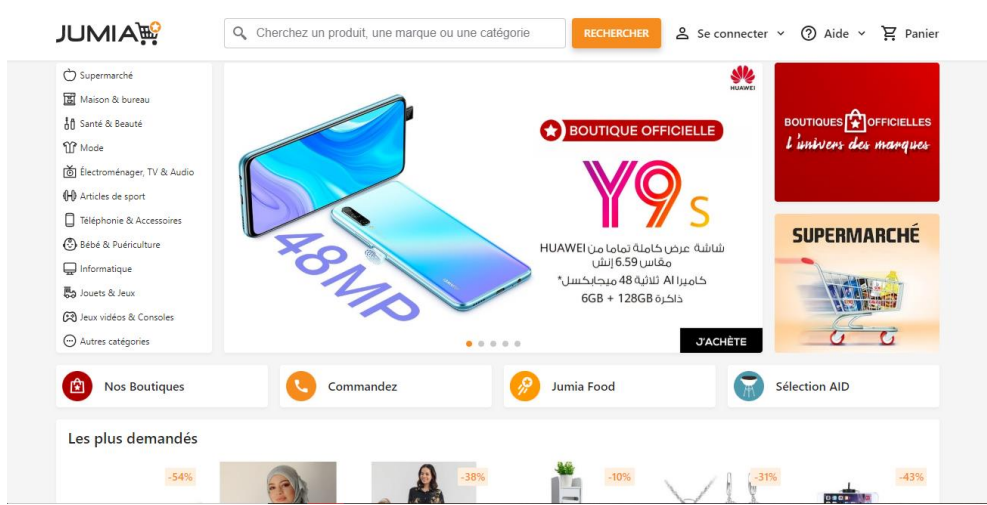 JUMIA
Cherchez un produit, une marque ou une catégorie
RECHERCHER
Se connecter
Aide
Panier
Supermarché
Maison & bureau
Santé & Beauté
Mode
Électroménager, TV & Audio
Articles de sport
Téléphonie & Accessoires
Bébé & Puériculture
Informatique
Jouets & Jeux
Jeux vidéos & Consoles
Autres catégories
48MP
HUAWEI
BOUTIQUE OFFICIELLE
Y9s
شاشة عرض كاملة تماما من HUAWEI
مقاس 6.59 إنش
كاميرا AI ثلاثية 48 ميجابكسل*
ذاكرة 6GB + 128GB
J'ACHÈTE
BOUTIQUES OFFICIELLES
L'univers des marques
SUPERMARCHÉ
Nos Boutiques
Commandez
Jumia Food
Sélection AID
Les plus demandés
-54%
-38%
-10%
-31%
-43%